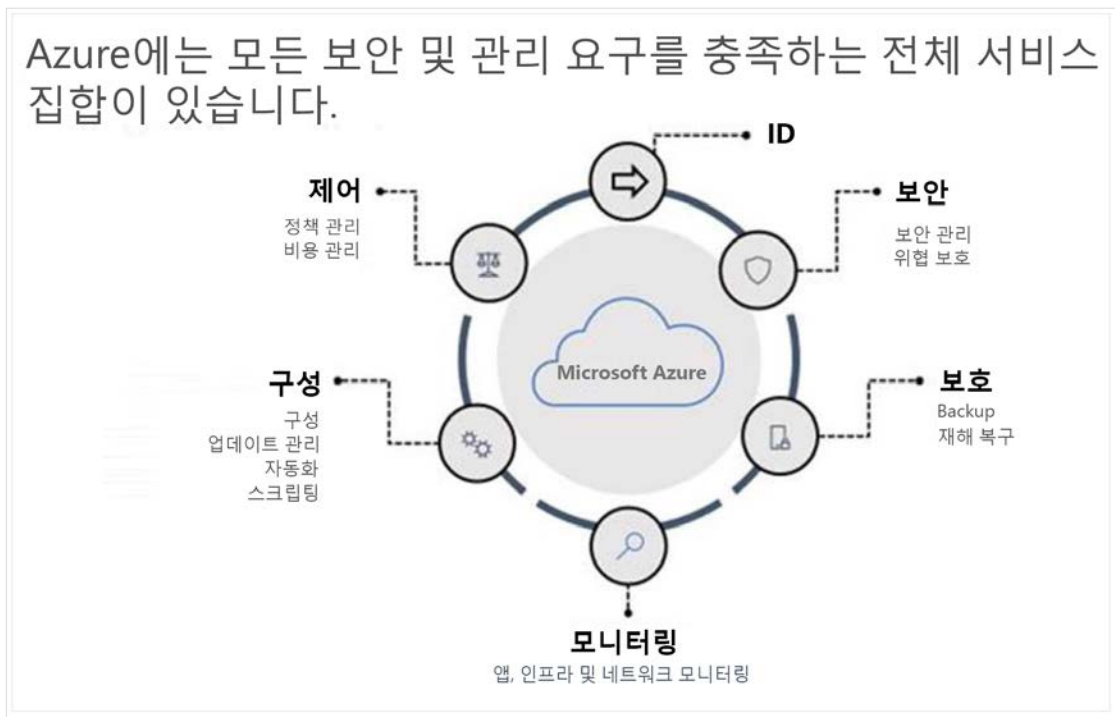 Azure에는 모든 보안 및 관리 요구를 충족하는 전체 서비스
집합이 있습니다.
ID
제어
정책 관리
비용 관리
보안
보안 관리
위협 보호
Microsoft Azure
구성
구성
업데이트 관리
자동화
스크립팅
보호
Backup
재해 복구
모니터링
앱, 인프라 및 네트워크 모니터링